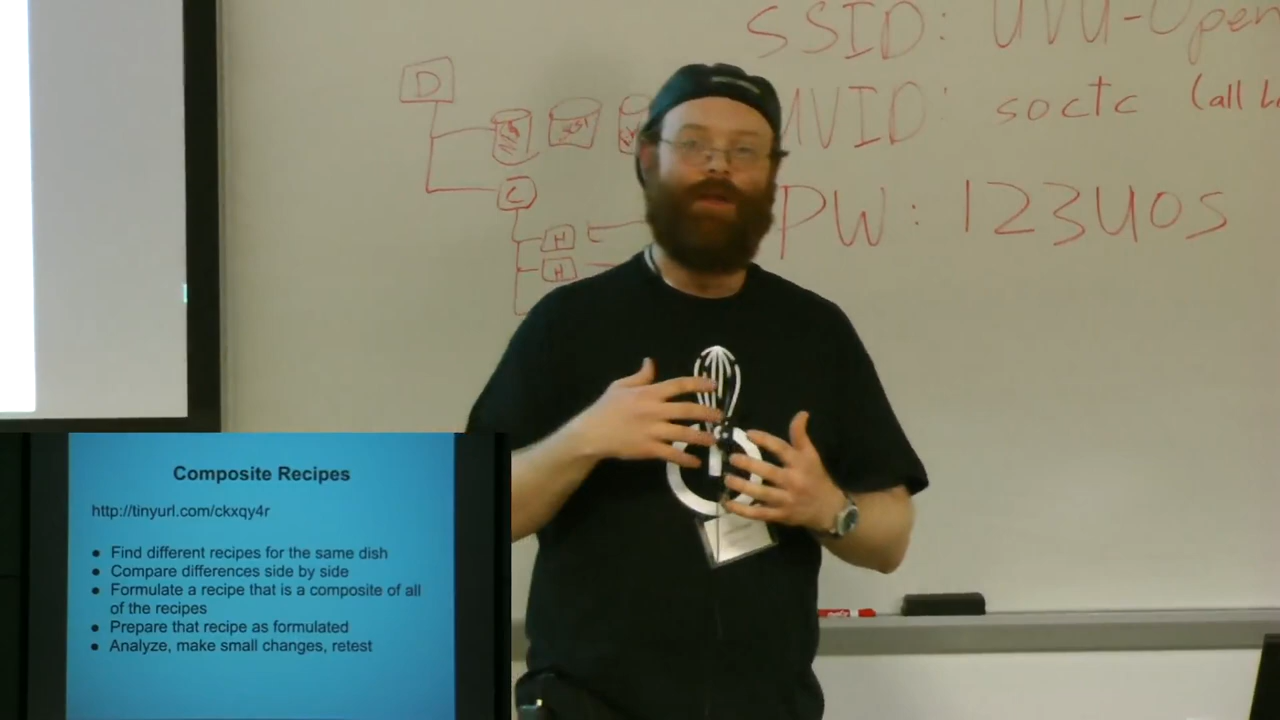 SSID: UVU-Open
soctc (all l
PW: 123UOS
D
C
H
H
Composite Recipes
http://tinyurl.com/ckxqy4r
● Find different recipes for the same dish
● Compare differences side by side
● Formulate a recipe that is a composite of all
of the recipes
● Prepare that recipe as formulated
● Analyze, make small changes, retest